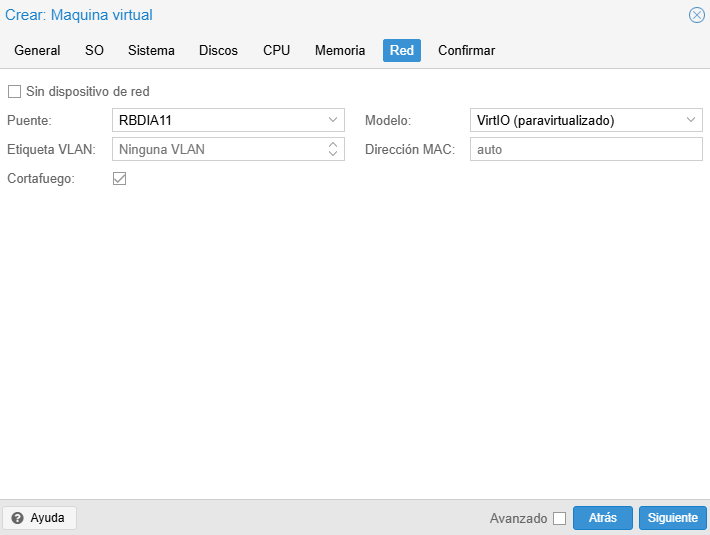 Crear: Maquina virtual
General SO Sistema Discos CPU Memoria Red Confirmar
Sin dispositivo de red
Puente: RBDIA11 Modelo: VirtIO (paravirtualizado)
Etiqueta VLAN: Ninguna VLAN Dirección MAC: auto
Cortafuego:
Ayuda Avanzado Atrás Siguiente